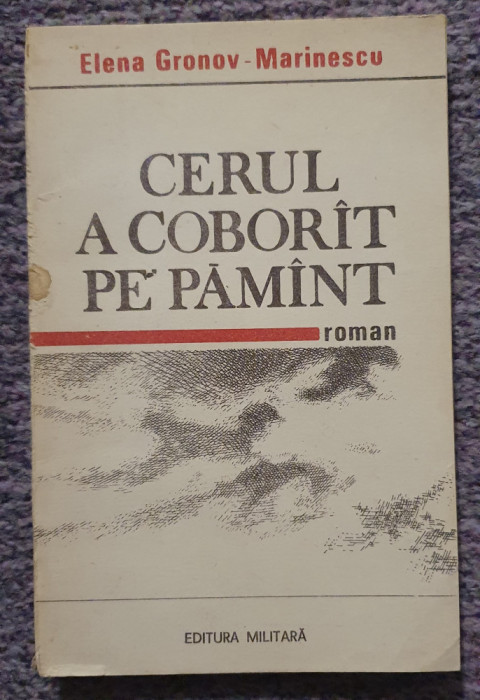 Elena Gronov - Marinescu
CERUL
A COBORÎT
PE PĂMÎNT
roman
EDITURA MILITARĂ